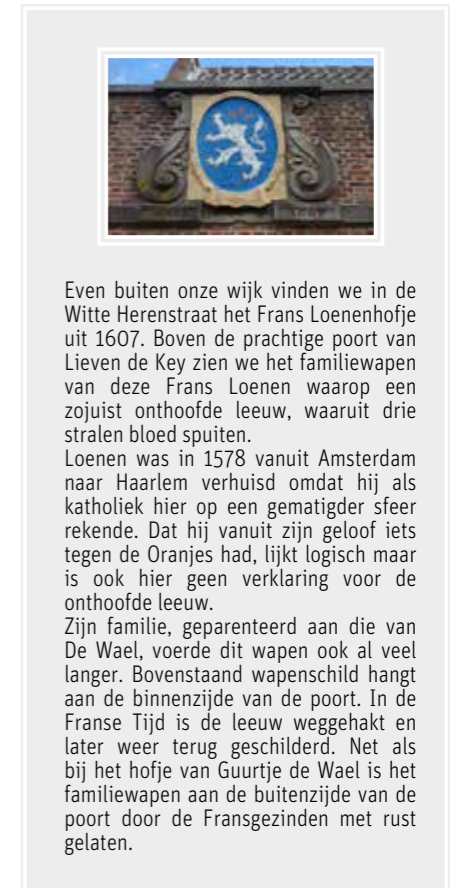 Even buiten onze wijk vinden we in de
Witte Herenstraat het Frans Loenenhofje
uit 1607. Boven de prachtige poort van
Lieven de Key zien we het familiewapen
van deze Frans Loenen waarop een
zojuist onthoofde leeuw, waaruit drie
stralen bloed spuiten.
Loenen was in 1578 vanuit Amsterdam
naar Haarlem verhuisd omdat hij als
katholiek hier op een gematigder sfeer
rekende. Dat hij vanuit zijn geloof iets
tegen de Oranjes had, lijkt logisch maar
is ook hier geen verklaring voor de
onthoofde leeuw.
Zijn familie, geparenteerd aan die van
De Wael, voerde dit wapen ook al veel
langer. Bovenstaand wapenschild hangt
aan de binnenzijde van de poort. In de
Franse Tijd is de leeuw weggehakt en
later weer terug geschilderd. Net als
bij het hofje van Guurtje de Wael is het
familiewapen aan de buitenzijde van de
poort door de Fransgezinden met rust
gelaten.